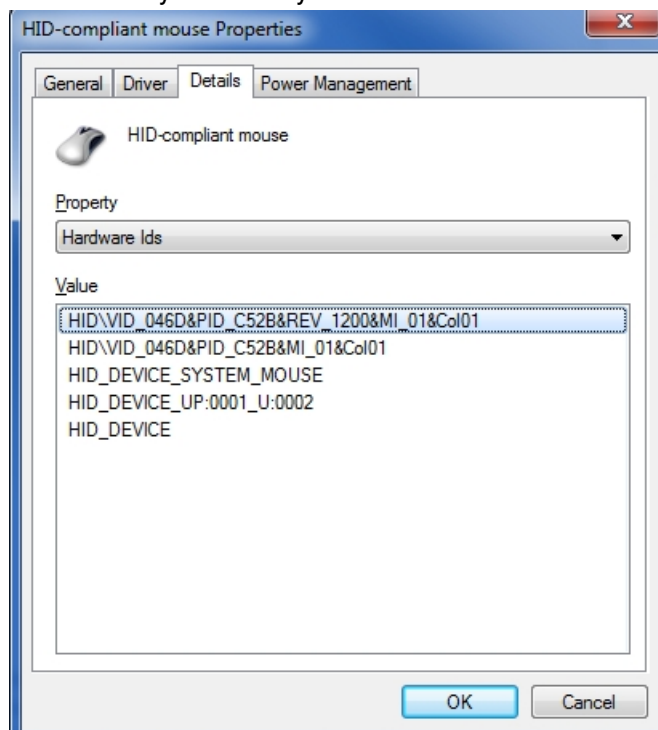 HID-compliant mouse Properties
General Driver Details Power Management
HID-compliant mouse
Property
Hardware Ids
Value
HID\VID_046D&PID_C52B&REV_1200&MI_01&Col01
HID\VID_046D&PID_C52B&MI_01&Col01
HID_DEVICE_SYSTEM_MOUSE
HID_DEVICE_UP:0001_U:0002
HID_DEVICE
OK Cancel